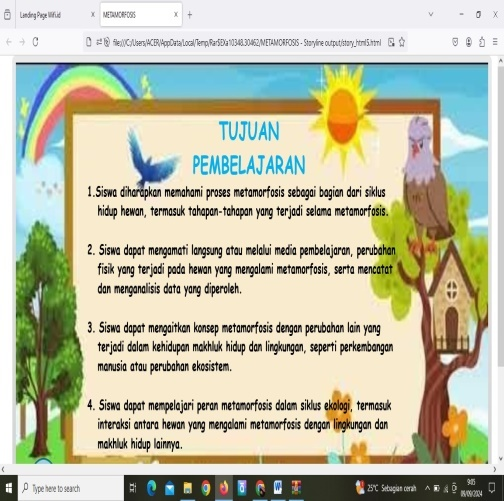 Landing Page Wifi.id
METAMORFOSIS
file:///C:/Users/ACER/AppData/Local/Temp/Rar$EXa10348.30462/METAMORFOSIS - Storyline output/story_html5.html
TUJUAN
PEMBELAJARAN
1.Siswa diharapkan memahami proses metamorfosis sebagai bagian dari siklus
hidup hewan, termasuk tahapan-tahapan yang terjadi selama metamorfosis.
2. Siswa dapat mengamati langsung atau melalui media pembelajaran, perubahan
fisik yang terjadi pada hewan yang mengalami metamorfosis, serta mencatat
dan menganalisis data yang diperoleh.
3. Siswa dapat mengaitkan konsep metamorfosis dengan perubahan lain yang
terjadi dalam kehidupan makhluk hidup dan lingkungan, seperti perkembangan
manusia atau perubahan ekosistem.
4. Siswa dapat mempelajari peran metamorfosis dalam siklus ekologi, termasuk
interaksi antara hewan yang mengalami metamorfosis dengan lingkungan dan
makhluk hidup lainnya.
Type here to search
25°C Sebagian cerah
9:05
09/09/2024